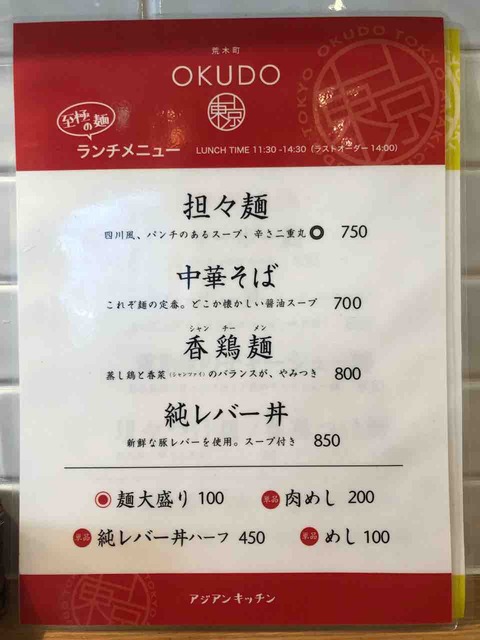 荒木町
OKUDO
東京
OKUDO TOKYO
至極の麺
ランチメニュー LUNCH TIME 11:30 -14:30（ラストオーダー 14:00）
担々麺
四川風、パンチのあるスープ、辛さ二重丸◎ 750
中華そば
これぞ麺の定番。どこか懐かしい醤油スープ 700
シャン チー メン
香鶏麺
蒸し鶏と香菜（シャンツァイ）のバランスが、やみつき 800
純レバー丼
新鮮な豚レバーを使用。スープ付き 850
麺大盛り 100 単品 肉めし 200
単品 純レバー丼ハーフ 450 単品 めし 100
アジアンキッチン